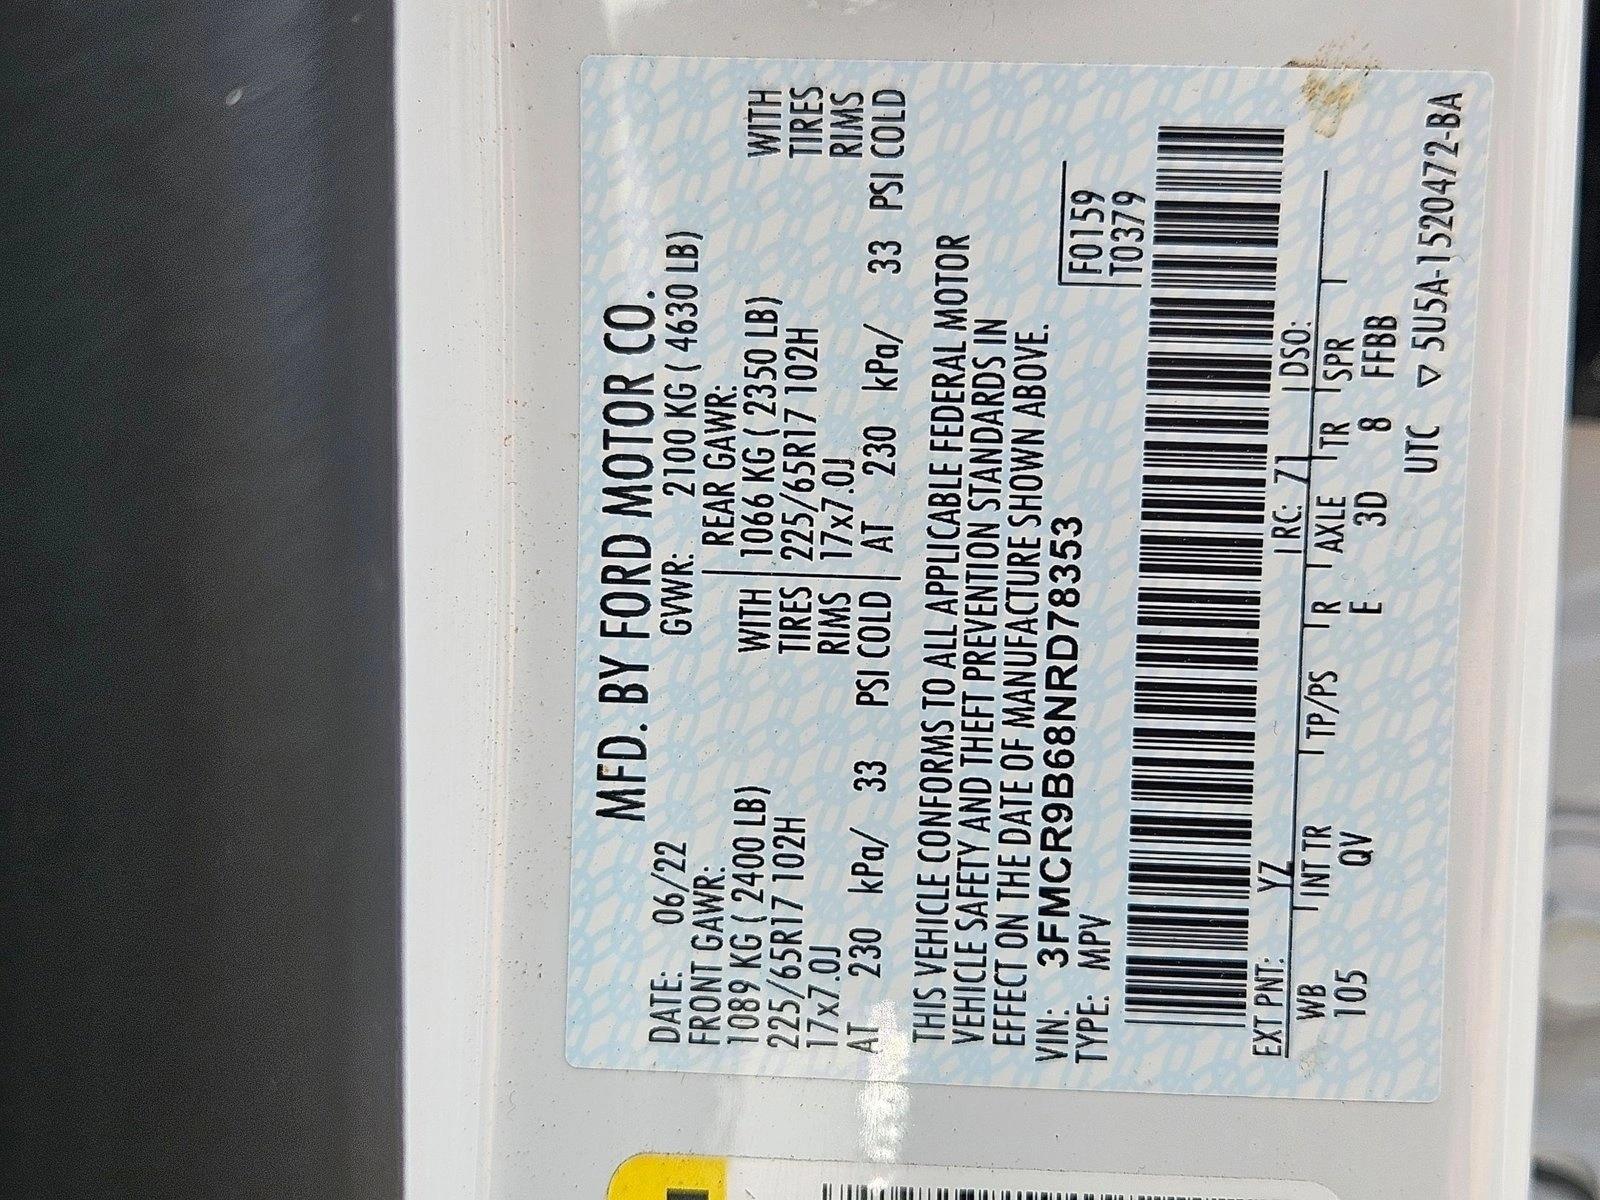 MFD. BY FORD MOTOR CO.
DATE: 06/22 GVWR: 2100 KG ( 4630 LB)
FRONT GAWR: REAR GAWR:
1089 KG ( 2400 LB) WITH 1066 KG ( 2350 LB) WITH
225/65R17 102H TIRES 225/65R17 102H TIRES
17x7.0J RIMS 17x7.0J RIMS
AT 230 kPa/ 33 PSI COLD AT 230 kPa/ 33 PSI COLD
THIS VEHICLE CONFORMS TO ALL APPLICABLE FEDERAL MOTOR
VEHICLE SAFETY AND THEFT PREVENTION STANDARDS IN
EFFECT ON THE DATE OF MANUFACTURE SHOWN ABOVE.
VIN: 3FMCR9B68NRD78353 F0159
TYPE: MPV T0379
EXT PNT: YZ RC: 71 DSO:
WB INT TR TP/PS R AXLE TR SPR
105 QV E 3D 8 FFBB
UTC ▽ 5U5A-1520472-BA